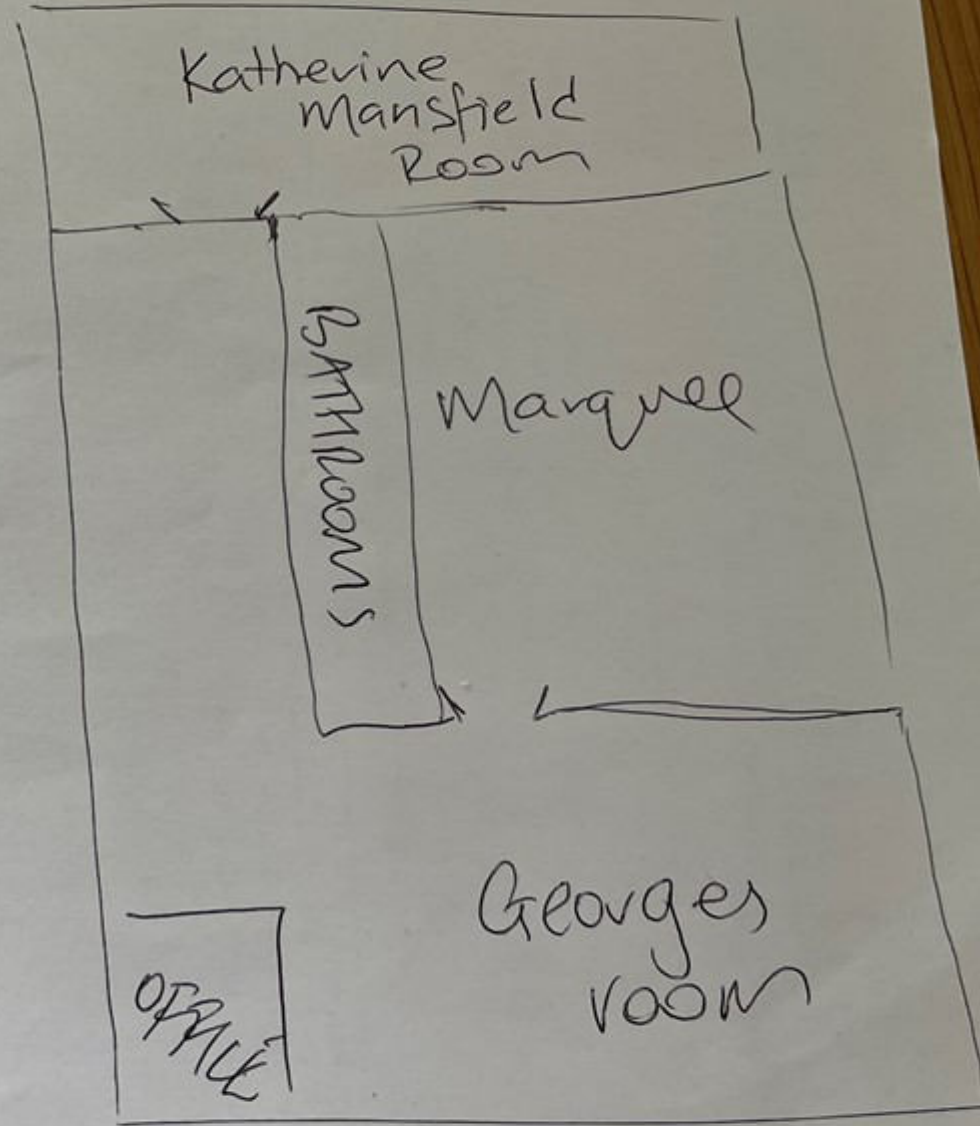 Katherine
Mansfield
Room
BATHROOMS
Marquee
Georges
room
OFFICE